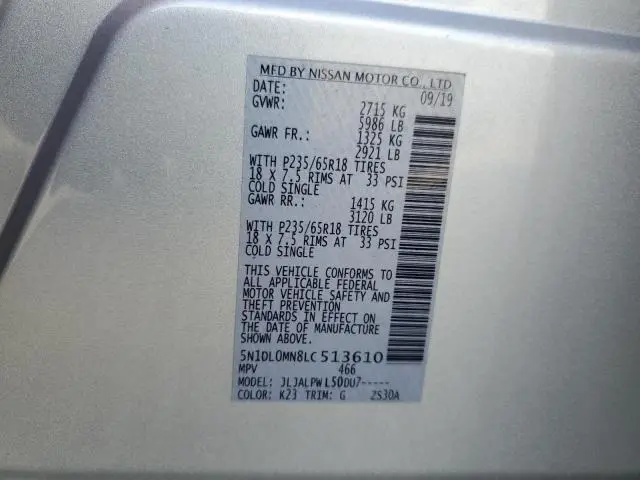 MFD BY NISSAN MOTOR CO., LTD
DATE: 09/19
GVWR: 2715 KG
5986 LB
GAWR FR.: 1325 KG
2921 LB
WITH P235/65R18 TIRES
18 X 7.5 RIMS AT 33 PSI
COLD SINGLE
GAWR RR.: 1415 KG
3120 LB
WITH P235/65R18 TIRES
18 X 7.5 RIMS AT 33 PSI
COLD SINGLE
THIS VEHICLE CONFORMS TO
ALL APPLICABLE FEDERAL
MOTOR VEHICLE SAFETY AND
THEFT PREVENTION
STANDARDS IN EFFECT ON
THE DATE OF MANUFACTURE
SHOWN ABOVE.
5N1DL0MN8LC513610
MPV 466
MODEL: JLJALPWL50DU7-----
COLOR: K23 TRIM: G 2S30A